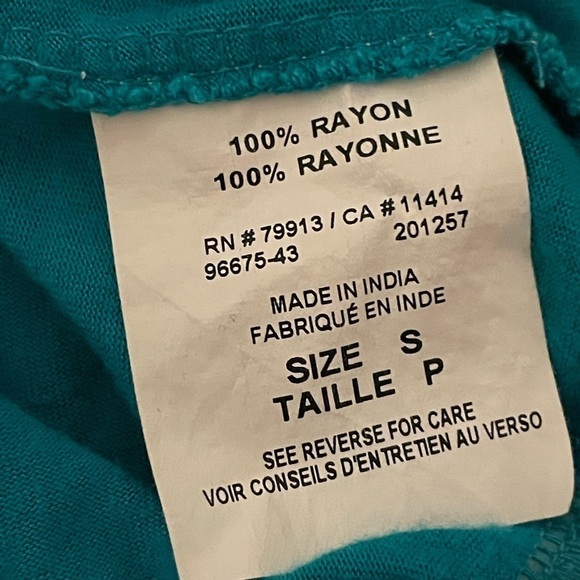 100% RAYON
100% RAYONNE
RN # 79913 / CA # 11414
96675-43 201257
MADE IN INDIA
FABRIQUÉ EN INDE
SIZE S
TAILLE P
SEE REVERSE FOR CARE
VOIR CONSEILS D'ENTRETIEN AU VERSO